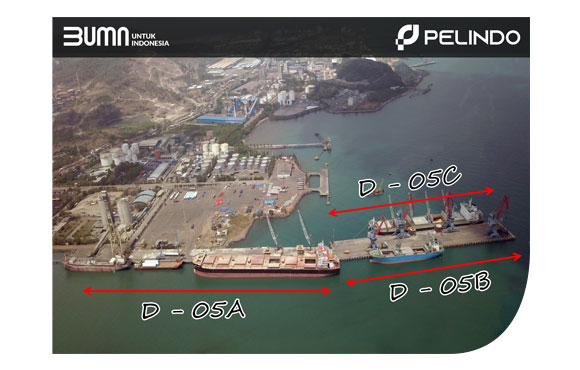 BUMN
UNTUK
INDONESIA
PELINDO
D - 05C
D - 05B
D - 05A